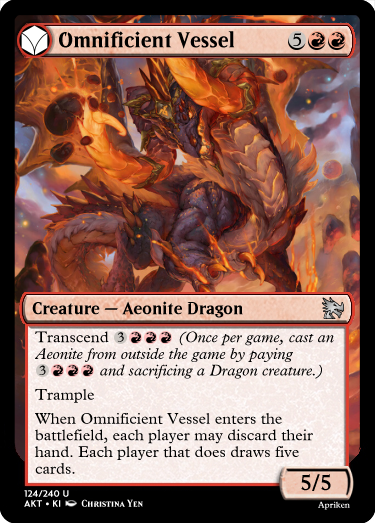 Omnificient Vessel 5
Creature — Aeonite Dragon
Transcend 3 (Once per game, cast an
Aeonite from outside the game by paying
3 and sacrificing a Dragon creature.)
Trample
When Omnificient Vessel enters the
battlefield, each player may discard their
hand. Each player that does draws five
cards.
5/5
124/240 U
AKT • KI Christina Yen
Apriken